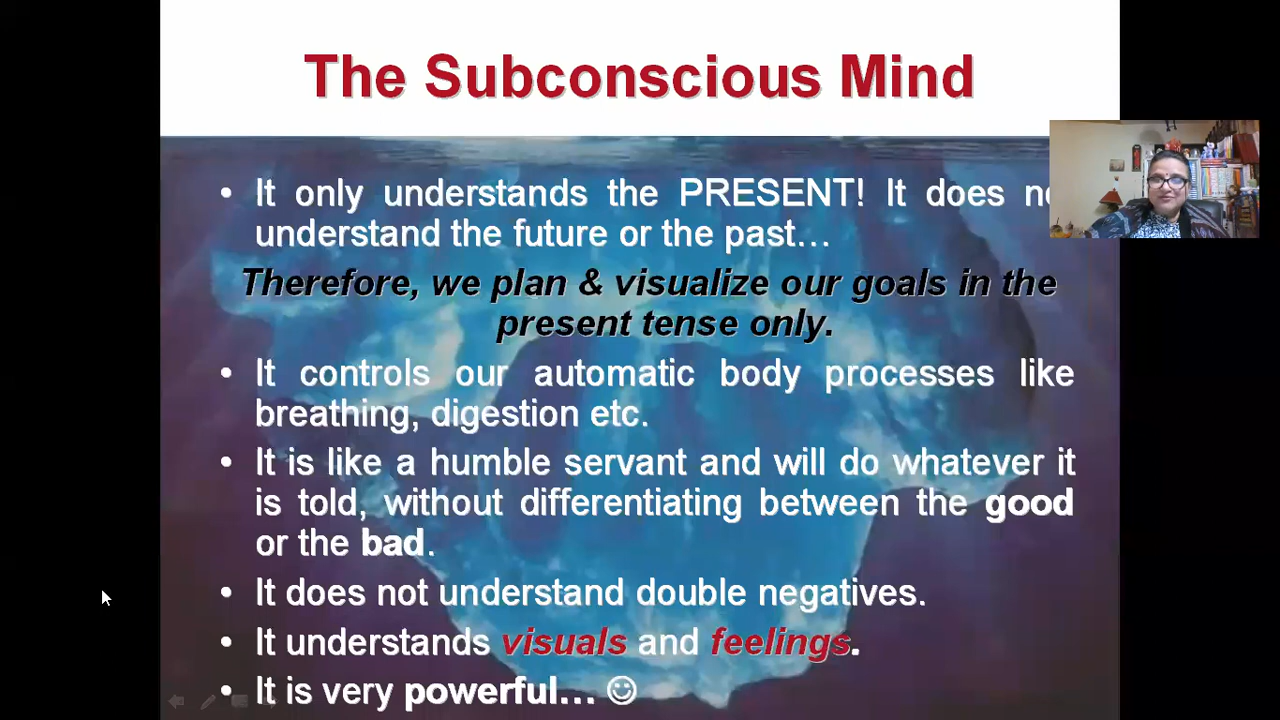 The Subconscious Mind
• It only understands the PRESENT! It does
understand the future or the past…
Therefore, we plan & visualize our goals in the
present tense only.
• It controls our automatic body processes like
breathing, digestion etc.
• It is like a humble servant and will do whatever it
is told, without differentiating between the good
or the bad.
• It does not understand double negatives.
• It understands visuals and feelings.
• It is very powerful… ☺